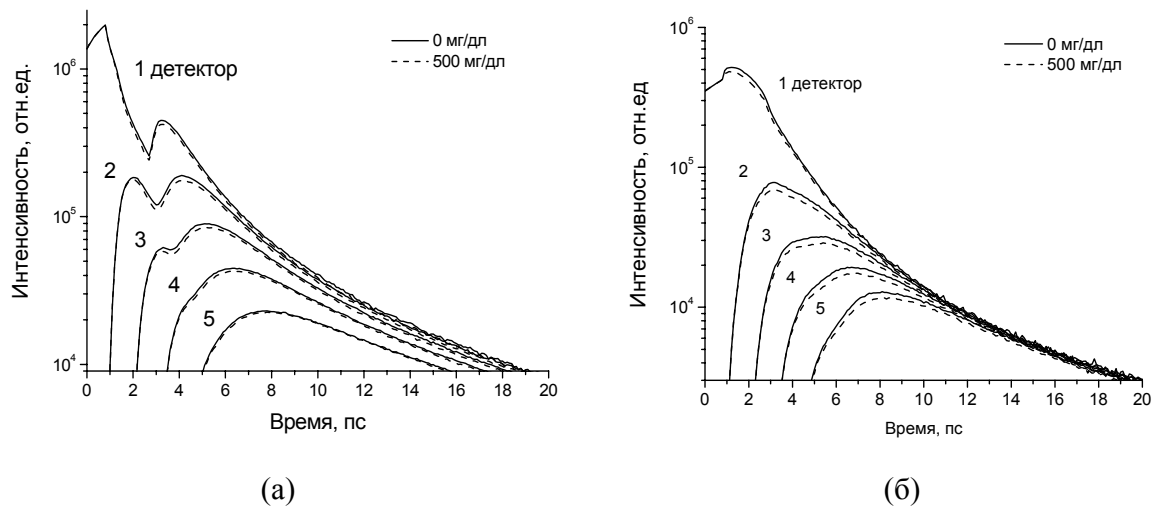 0 мг/дл
500 мг/дл
1 детектор
2
3
4
5
Интенсивность, отн.ед.
10^6
10^5
10^4
0 2 4 6 8 10 12 14 16 18 20
Время, пс
(а)
0 мг/дл
500 мг/дл
1 детектор
2
3
4
5
Интенсивность, отн.ед
10^6
10^5
10^4
0 2 4 6 8 10 12 14 16 18 20
Время, пс
(б)